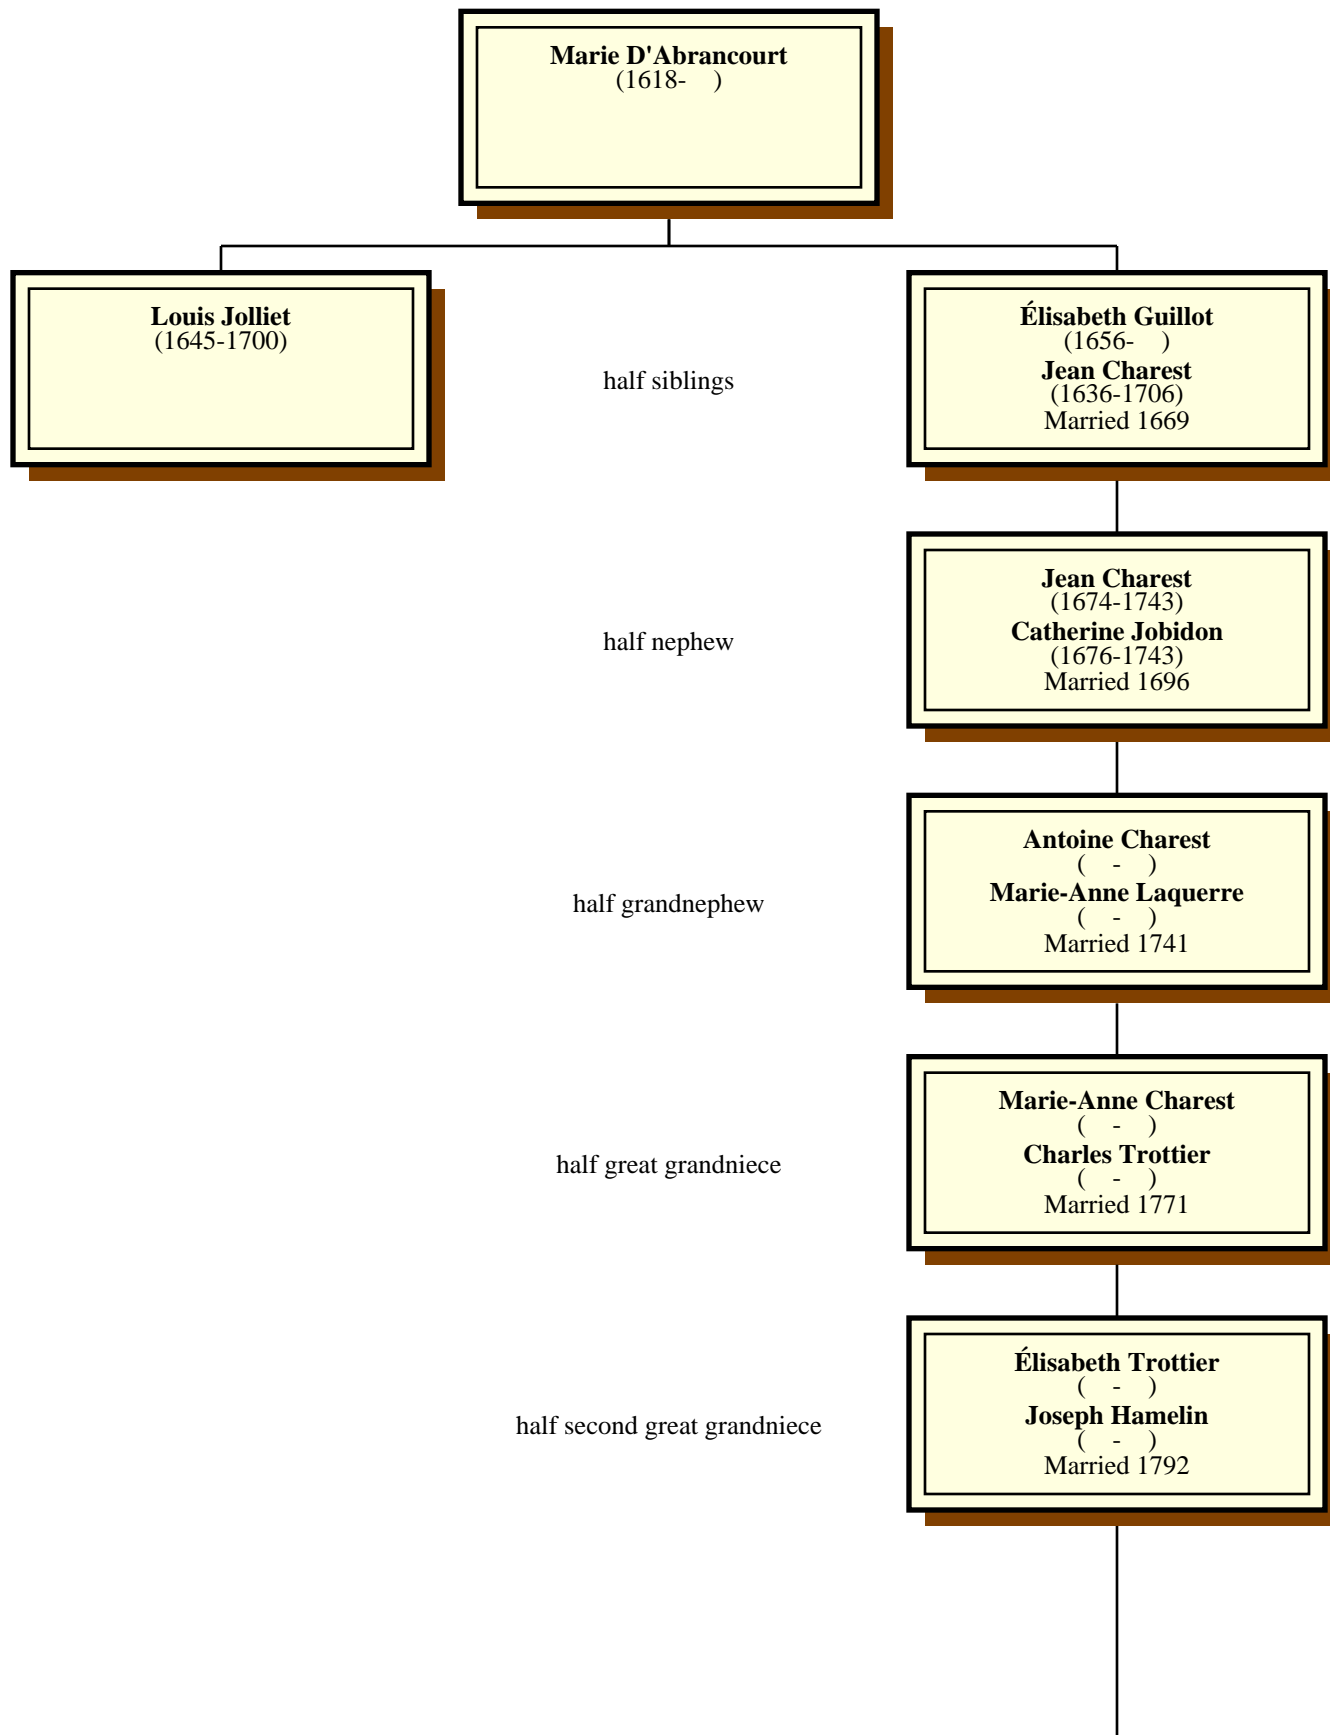 Marie D'Abrancourt
(1618-    )
Louis Jolliet
(1645-1700)
half siblings
Élisabeth Guillot
(1656-    )
Jean Charest
(1636-1706)
Married 1669
half nephew
Jean Charest
(1674-1743)
Catherine Jobidon
(1676-1743)
Married 1696
half grandnephew
Antoine Charest
(    -    )
Marie-Anne Laquerre
(    -    )
Married 1741
half great grandniece
Marie-Anne Charest
(    -    )
Charles Trottier
(    -    )
Married 1771
half second great grandniece
Élisabeth Trottier
(    -    )
Joseph Hamelin
(    -    )
Married 1792